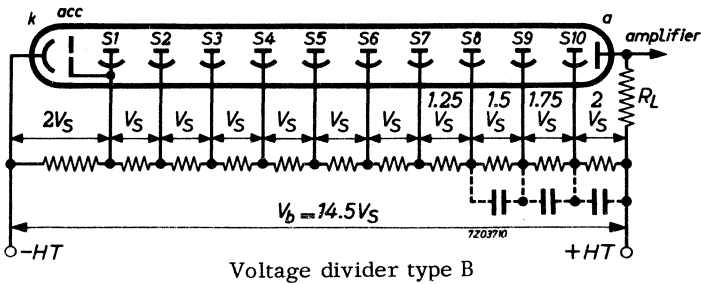 k acc a
amplifier
S1 S2 S3 S4 S5 S6 S7 S8 S9 S10
R_L
1.25 1.5 1.75 2
2V_S V_S V_S V_S V_S V_S V_S V_S V_S V_S V_S
V_b=14.5V_S
7Z03710
-HT +HT
Voltage divider type B